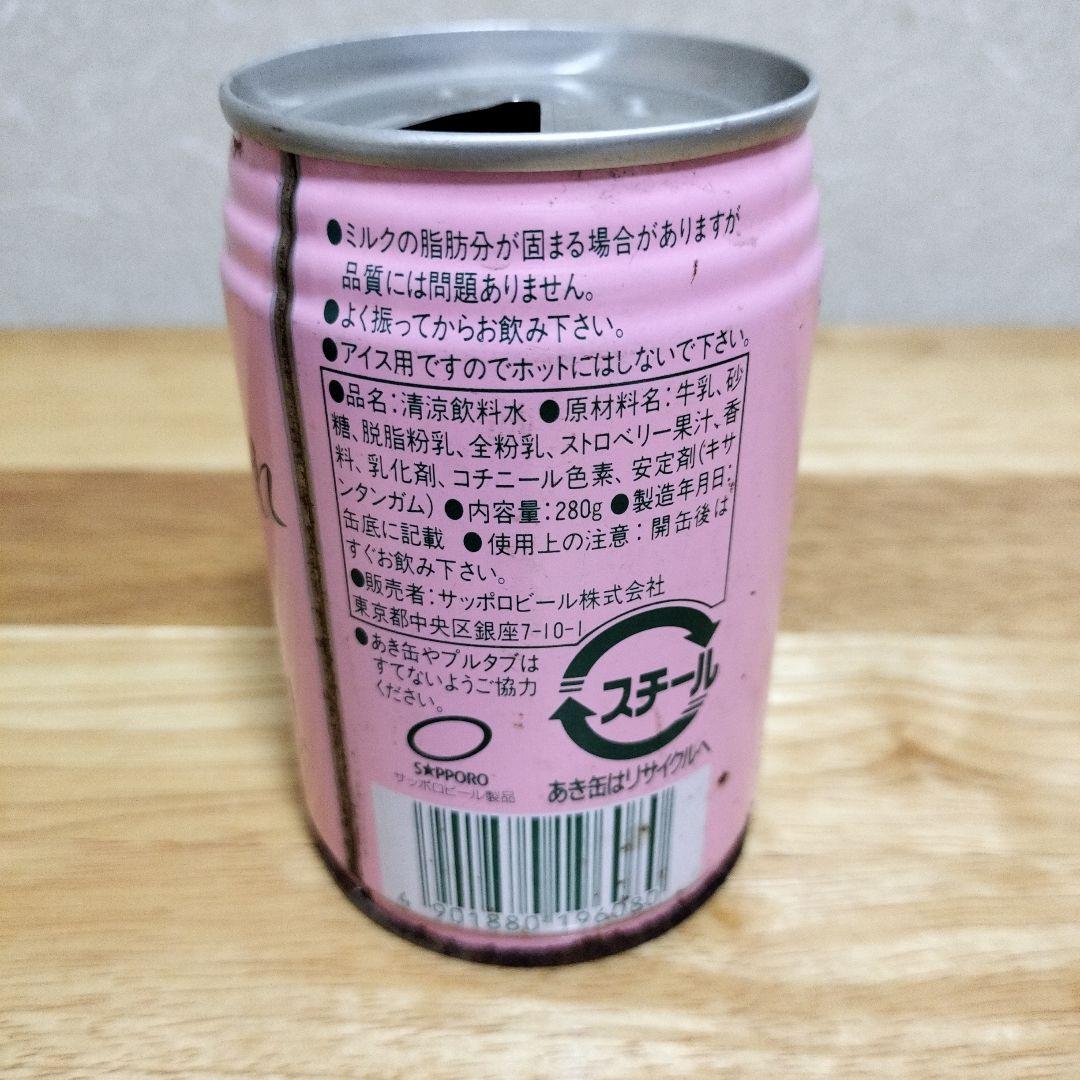 ●ミルクの脂肪分が固まる場合がありますが
品質には問題ありません。
●よく振ってからお飲み下さい。
●アイス用ですのでホットにはしないで下さい。
●品名:清涼飲料水 ●原材料名:牛乳、砂
糖、脱脂粉乳、全粉乳、ストロベリー果汁、香
料、乳化剤、コチニール色素、安定剤(キサ
ンタンガム) ●内容量:280g ●製造年月日:
缶底に記載 ●使用上の注意:開缶後は
すぐお飲み下さい。
●販売者:サッポロビール株式会社
東京都中央区銀座7-10-1
●あき缶やプルタブは
すてないようご協力
ください。
スチール
あき缶はリサイクルへ
S★PPORO
サッポロビール製品
4 901880 196080